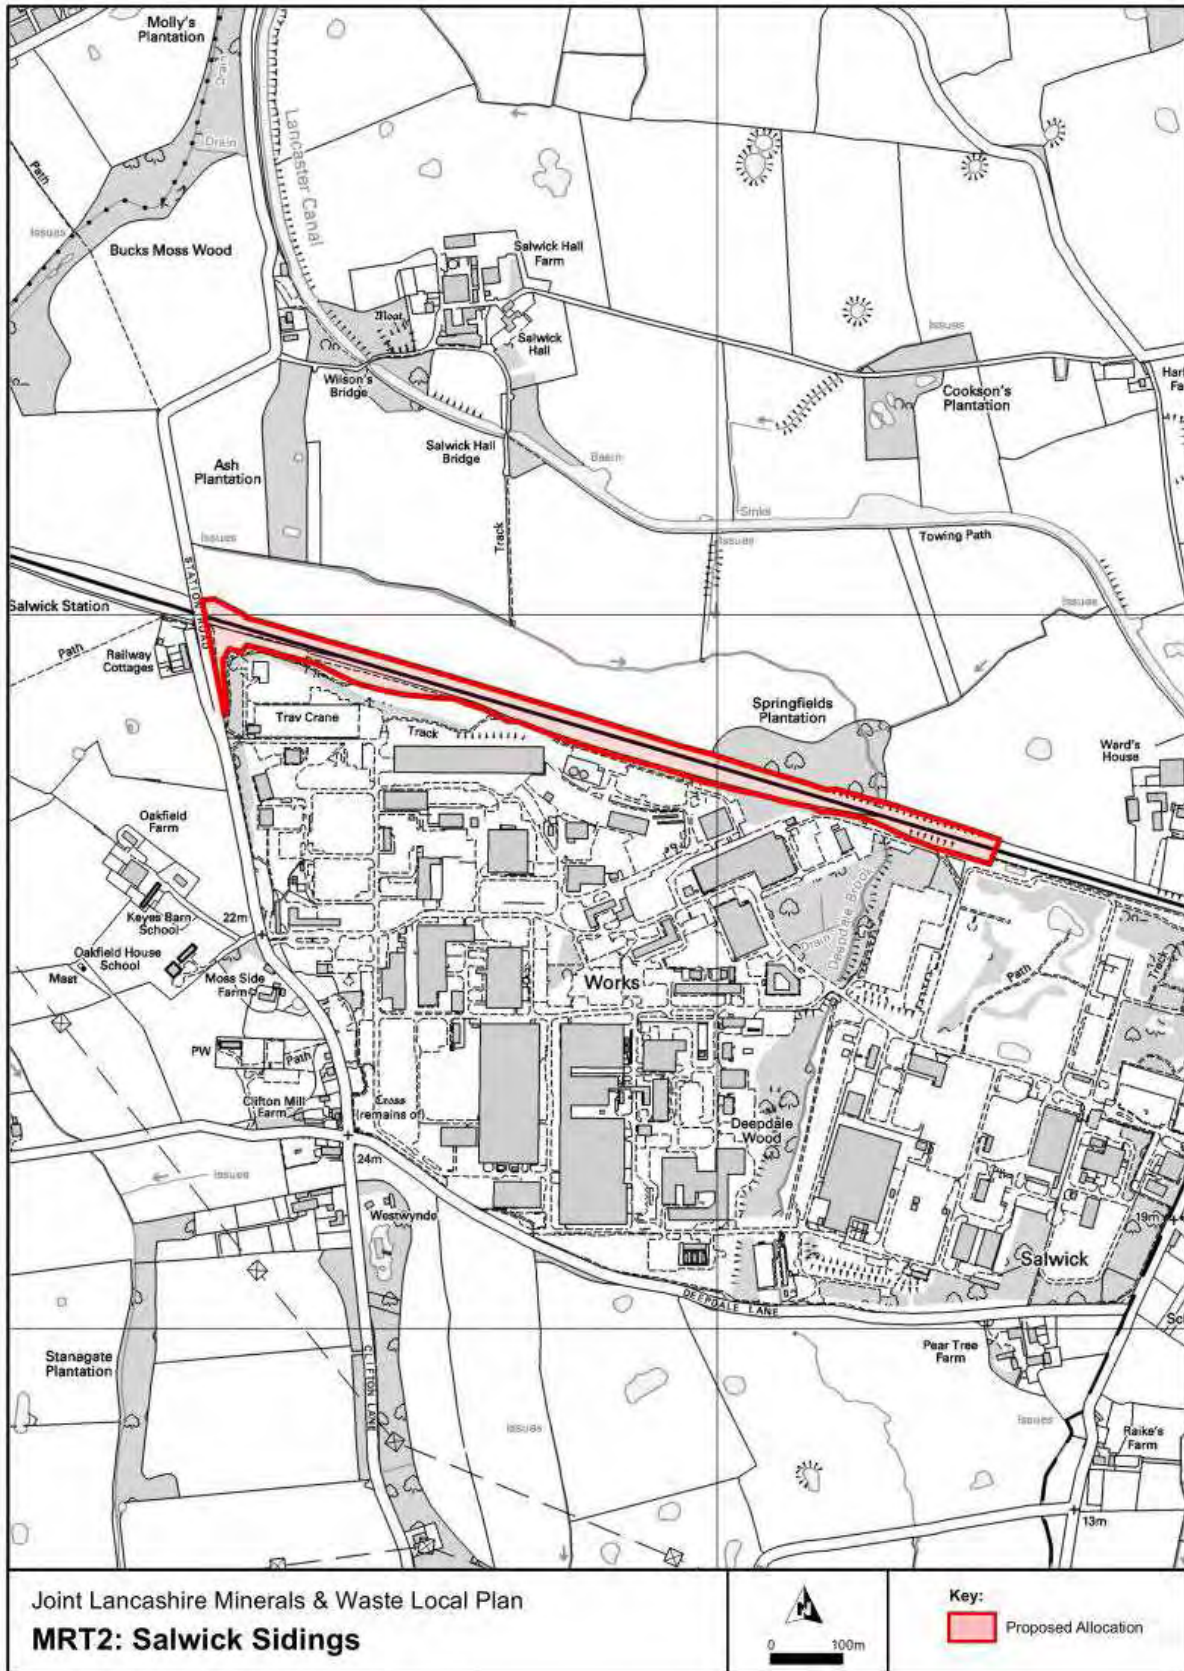 Molly's
Plantation
Drain
Drain
Path
Issues
Bucks Moss Wood
Lancaster Canal
Salwick Hall
Farm
Moat
Salwick
Hall
Wilson's
Bridge
Issues
Cookson's
Plantation
Salwick Hall
Bridge
Ash
Plantation
Basin
Sinks
Issues
Towing Path
Issues
Track
Issues
STATION ROAD
Salwick Station
Path
Railway
Cottages
Trav Crane
Track
Springfields
Plantation
Ward's
House
Oakfield
Farm
Keyes Barn
School
22m
Oakfield House
School
Mast
Moss Side
Farm
Works
Drain
Deepdale Brook
Path
Track
PW
Path
Clifton Mill
Farm
Cross
(remains of)
24m
Issues
Deepdale
Wood
Westwynde
19m
Salwick
DEEPDALE LANE
Stanagate
Plantation
CLIFTON LANE
Issues
Pear Tree
Farm
Issues
Raike's
Farm
13m
Joint Lancashire Minerals & Waste Local Plan
MRT2: Salwick Sidings
N
0 100m
Key:
Proposed Allocation